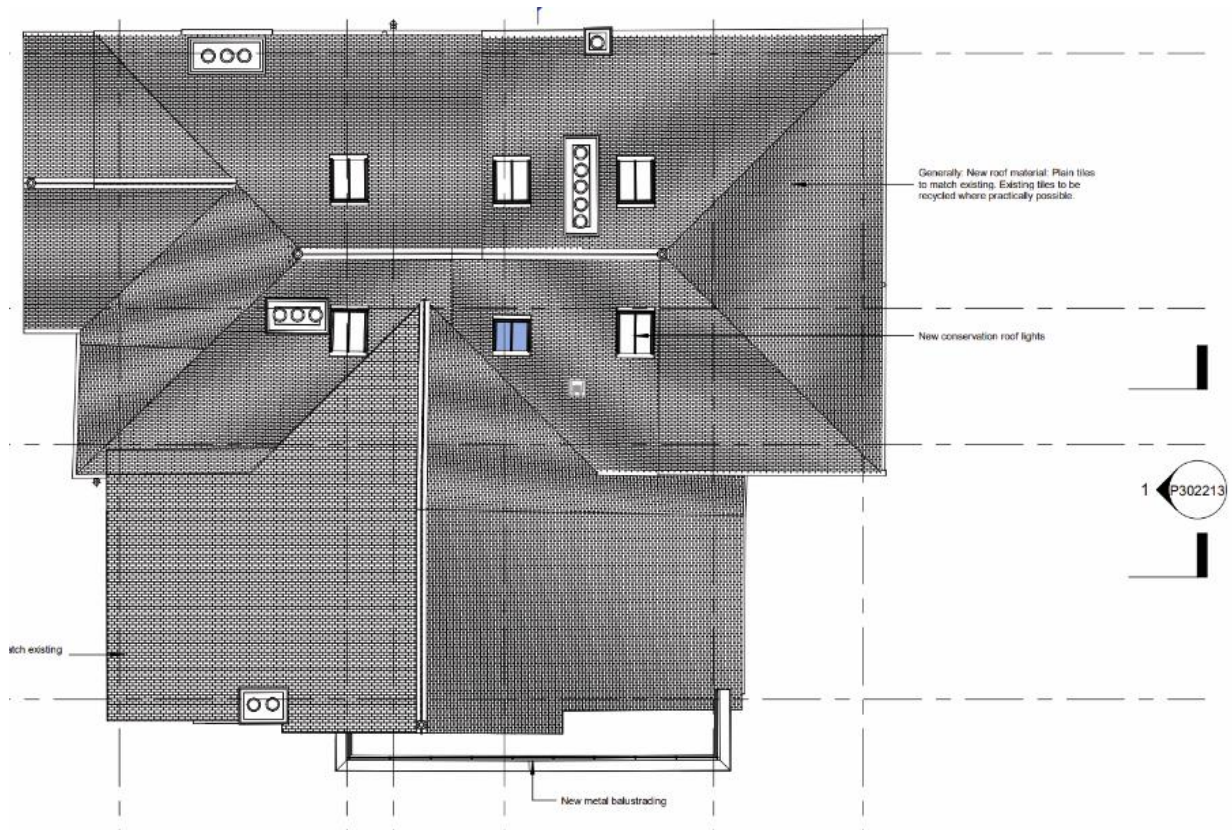 Generally: New roof material: Plain tiles
to match existing. Existing tiles to be
recycled where practically possible.
New conservation roof lights
1
P302213
atch existing
New metal balustrading